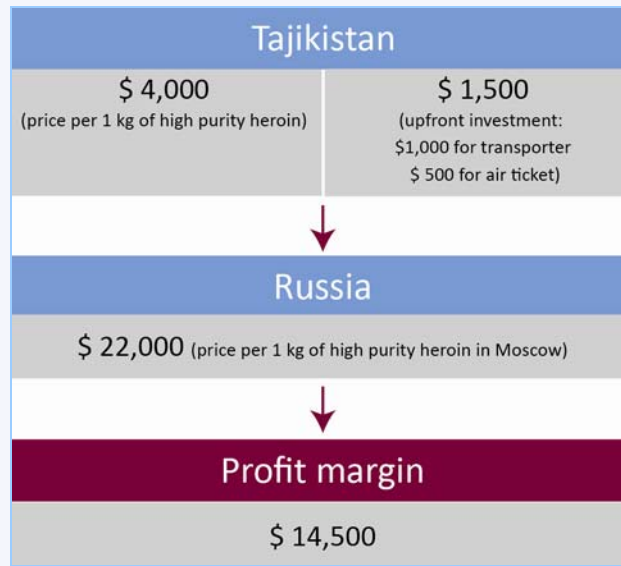 Tajikistan
$ 4,000
(price per 1 kg of high purity heroin)
$ 1,500
(upfront investment:
$1,000 for transporter
$ 500 for air ticket)
Russia
$ 22,000 (price per 1 kg of high purity heroin in Moscow)
Profit margin
$ 14,500